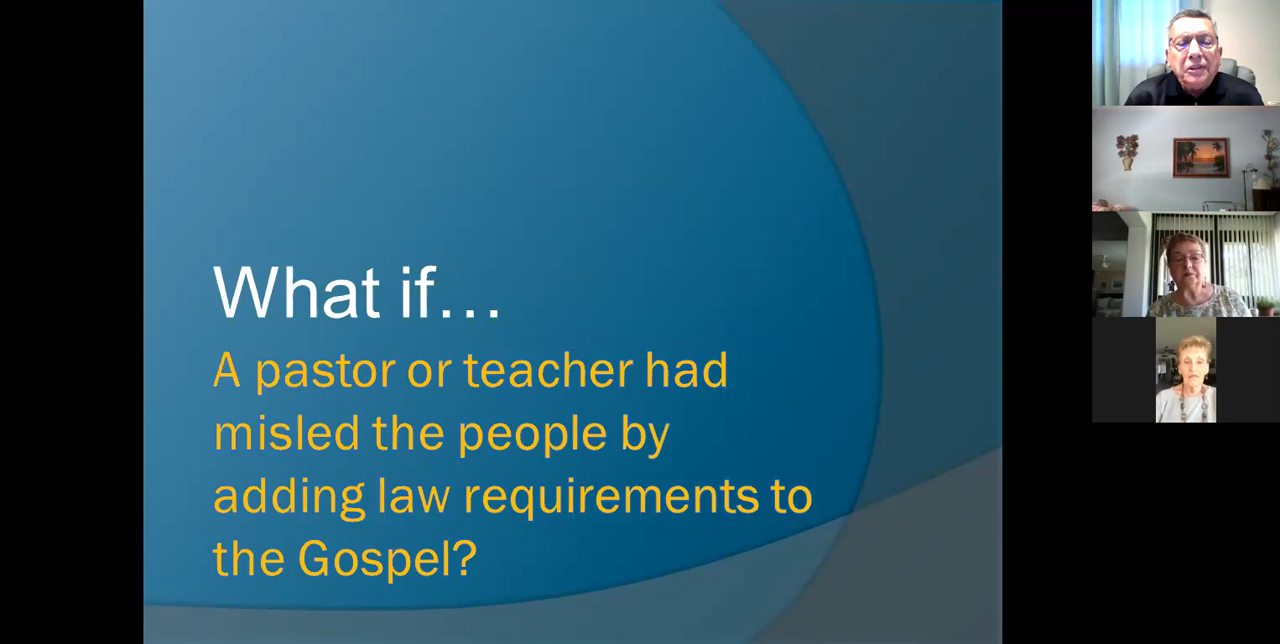 What if…
A pastor or teacher had
misled the people by
adding law requirements to
the Gospel?